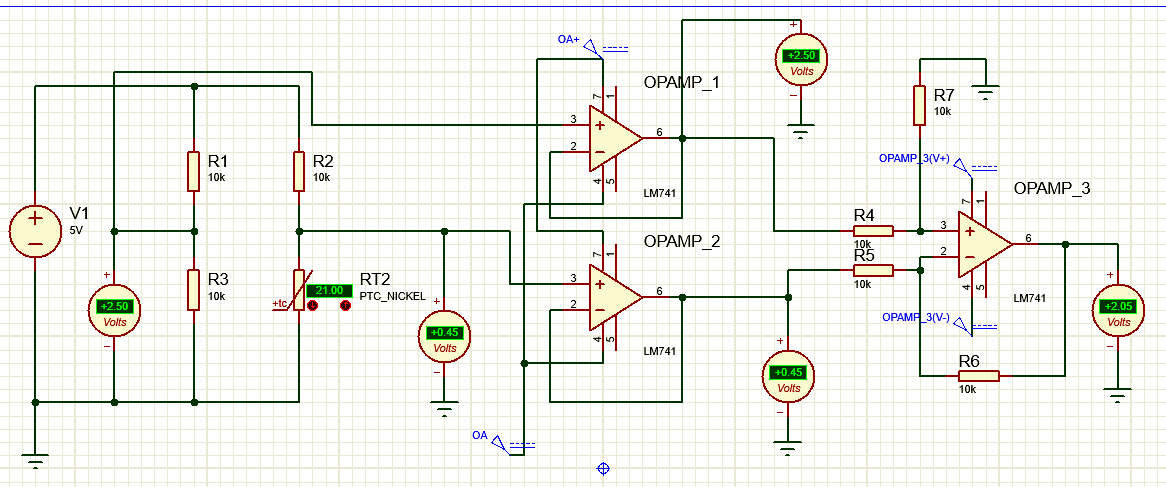 OA+
+2.50
Volts
OPAMP_1
7
1
3
2
6
4
5
LM741
R7
10k
OPAMP_3(V+)
OPAMP_3
R1
10k
R2
10k
V1
5V
R4
10k
7
1
3
2
6
4
5
LM741
OPAMP_2
7
1
3
2
6
4
5
LM741
R5
10k
R3
10k
+tc
21.00
RT2
PTC_NICKEL
+2.50
Volts
+0.45
Volts
+0.45
Volts
OPAMP_3(V-)
+2.05
Volts
R6
10k
OA